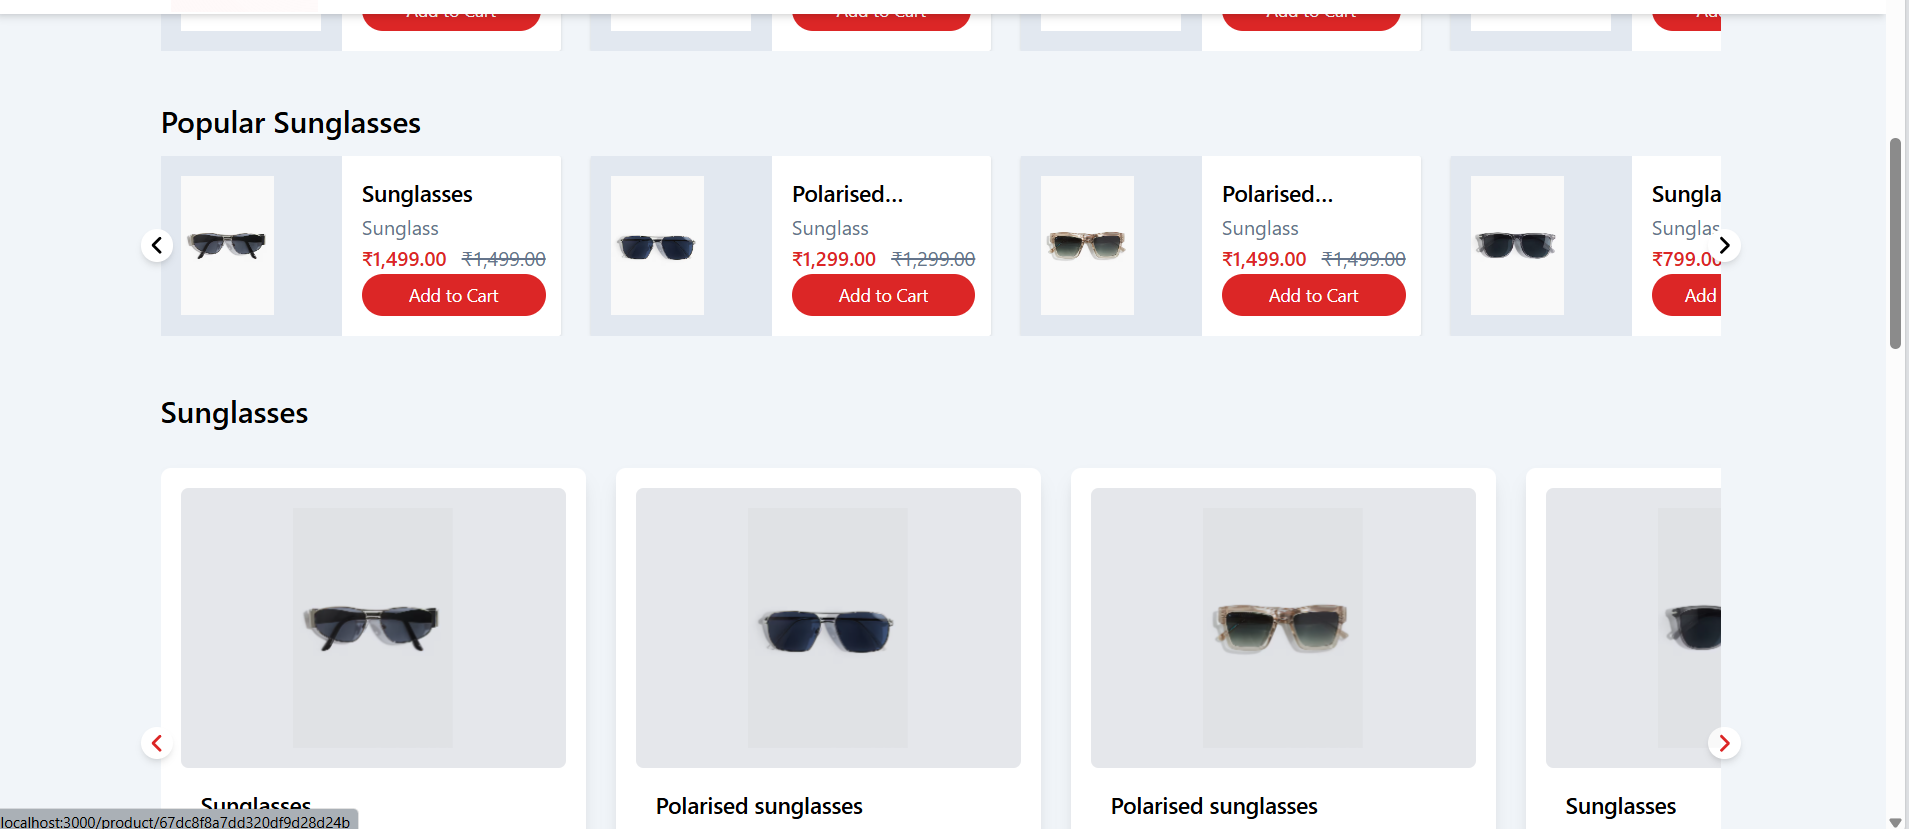 Add to Cart
Add to Cart
Add to Cart
Popular Sunglasses
Sunglasses
Sunglass
₹1,499.00 ₹1,499.00
Add to Cart
Polarised...
Sunglass
₹1,299.00 ₹1,299.00
Add to Cart
Polarised...
Sunglass
₹1,499.00 ₹1,499.00
Add to Cart
Sungla
Sunglas
₹799.00
Add
Sunglasses
Sunglasses
Polarised sunglasses
Polarised sunglasses
Sunglasses
localhost:3000/product/67dc8f8a7dd320df9d28d24b